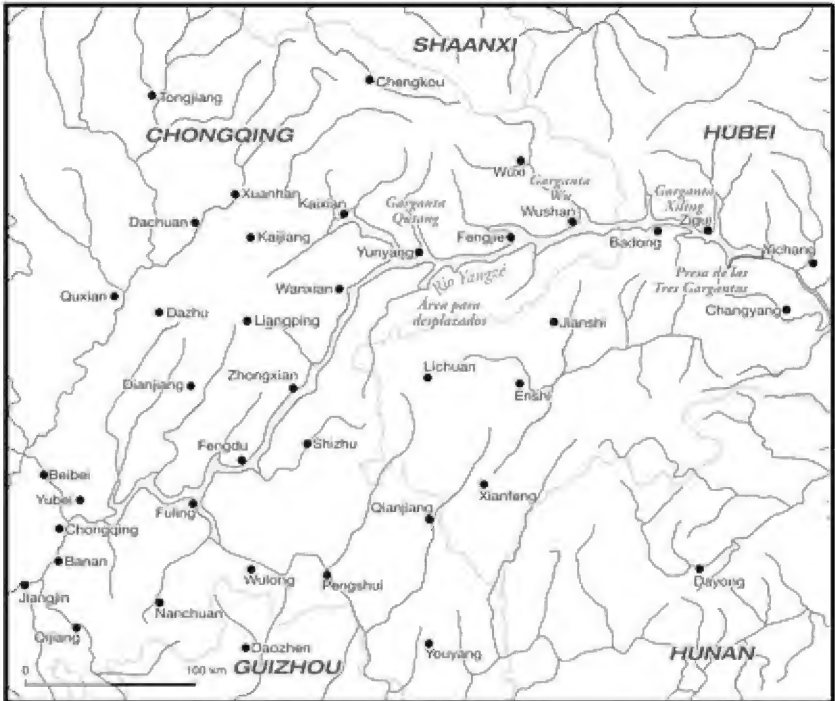 SHAANXI
Chengkou
Tongjiang
CHONGQING
HUBEI
Wuxi
Garganta
Wu
Garganta
Xiling
Xuanhan
Kaixian
Garganta
Qutang
Wushan
Zigui
Dachuan
Kaijiang
Yunyang
Fengjie
Badong
Yichang
Río Yangzé
Presa de las
Tres Gargantas
Quxian
Wanxian
Área para
desplazados
Dazhu
Liangping
Jianshi
Changyang
Dianjiang
Zhongxian
Lichuan
Enshi
Fengdu
Shizhu
Beibei
Yubei
Fuling
Qianjiang
Xianfeng
Chongqing
Banan
Wulong
Pengshui
Dayong
Jiangjin
Nanchuan
Qijiang
Daozhen
Youyang
GUIZHOU
HUNAN
0 100 km